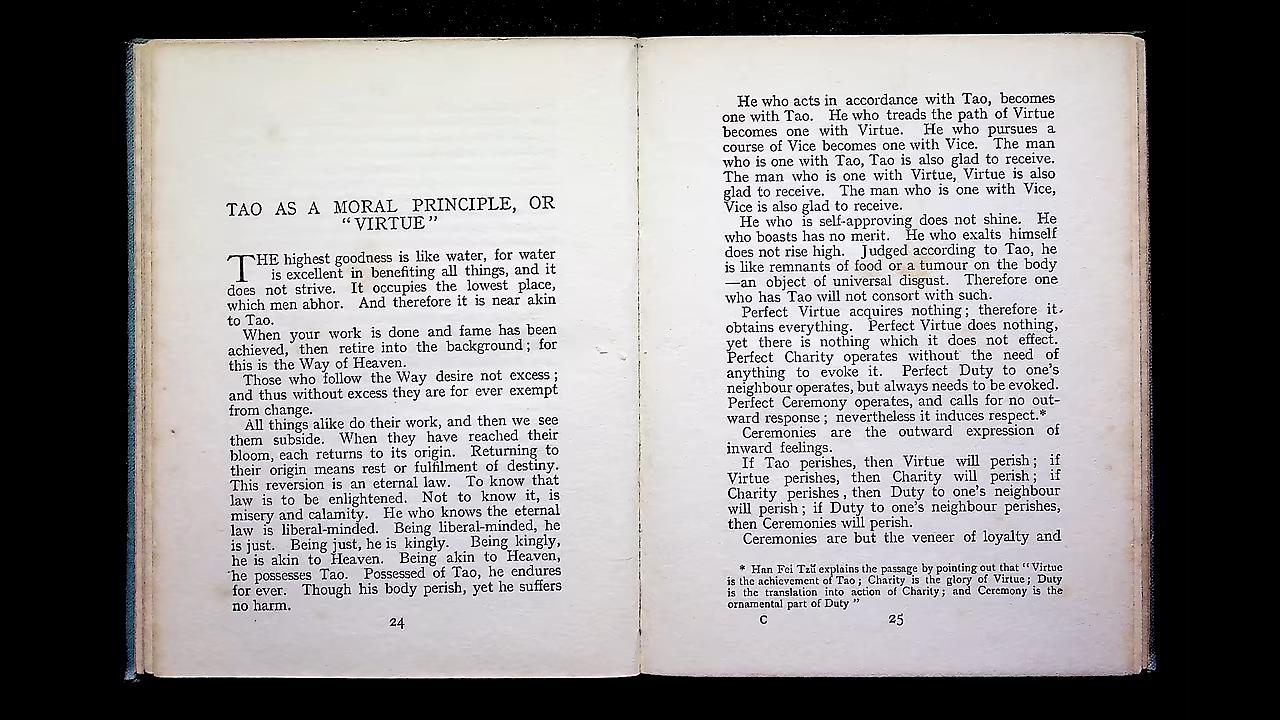 TAO AS A MORAL PRINCIPLE, OR
“VIRTUE”
THE highest goodness is like water, for water
is excellent in benefiting all things, and it
does not strive. It occupies the lowest place,
which men abhor. And therefore it is near akin
to Tao.
When your work is done and fame has been
achieved, then retire into the background; for
this is the Way of Heaven.
Those who follow the Way desire not excess;
and thus without excess they are for ever exempt
from change.
All things alike do their work, and then we see
them subside. When they have reached their
bloom, each returns to its origin. Returning to
their origin means rest or fulfilment of destiny.
This reversion is an eternal law. To know that
law is to be enlightened. Not to know it, is
misery and calamity. He who knows the eternal
law is liberal-minded. Being liberal-minded, he
is just. Being just, he is kingly. Being kingly,
he is akin to Heaven. Being akin to Heaven,
he possesses Tao. Possessed of Tao, he endures
for ever. Though his body perish, yet he suffers
no harm.
24
He who acts in accordance with Tao, becomes
one with Tao. He who treads the path of Virtue
becomes one with Virtue. He who pursues a
course of Vice becomes one with Vice. The man
who is one with Tao, Tao is also glad to receive.
The man who is one with Virtue, Virtue is also
glad to receive. The man who is one with Vice,
Vice is also glad to receive.
He who is self-approving does not shine. He
who boasts has no merit. He who exalts himself
does not rise high. Judged according to Tao, he
is like remnants of food or a tumour on the body
—an object of universal disgust. Therefore one
who has Tao will not consort with such.
Perfect Virtue acquires nothing; therefore it
obtains everything. Perfect Virtue does nothing,
yet there is nothing which it does not effect.
Perfect Charity operates without the need of
anything to evoke it. Perfect Duty to one's
neighbour operates, but always needs to be evoked.
Perfect Ceremony operates, and calls for no out-
ward response; nevertheless it induces respect.*
Ceremonies are the outward expression of
inward feelings.
If Tao perishes, then Virtue will perish; if
Virtue perishes, then Charity will perish; if
Charity perishes, then Duty to one's neighbour
will perish; if Duty to one's neighbour perishes,
then Ceremonies will perish.
Ceremonies are but the veneer of loyalty and
* Han Fei Tzŭ explains the passage by pointing out that “Virtue
is the achievement of Tao; Charity is the glory of Virtue; Duty
is the translation into action of Charity; and Ceremony is the
ornamental part of Duty”
C 25